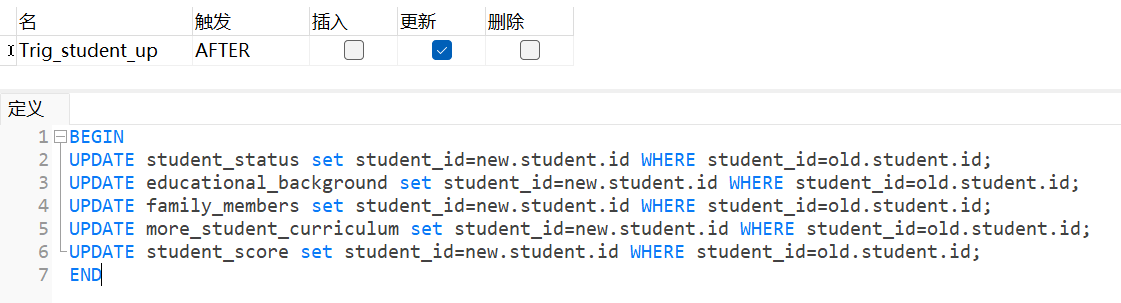 名 触发 插入 更新 删除
Trig_student_up AFTER
定义
1 BEGIN
2 UPDATE student_status set student_id=new.student.id WHERE student_id=old.student.id;
3 UPDATE educational_background set student_id=new.student.id WHERE student_id=old.student.id;
4 UPDATE family_members set student_id=new.student.id WHERE student_id=old.student.id;
5 UPDATE more_student_curriculum set student_id=new.student.id WHERE student_id=old.student.id;
6 UPDATE student_score set student_id=new.student.id WHERE student_id=old.student.id;
7 END